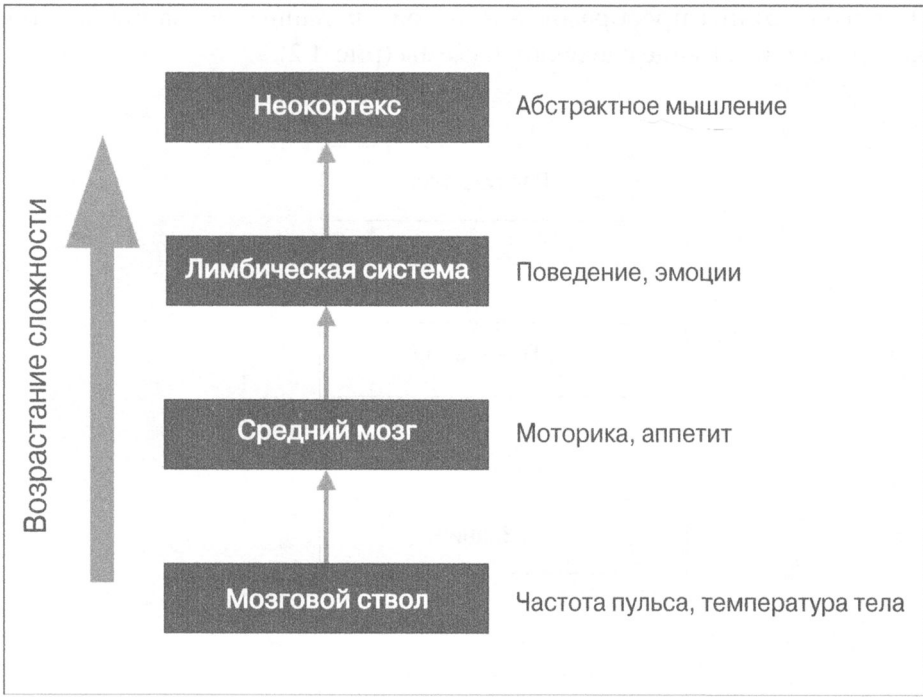 Неокортекс
Абстрактное мышление
Лимбическая система
Поведение, эмоции
Средний мозг
Моторика, аппетит
Мозговой ствол
Частота пульса, температура тела
Возрастание сложности